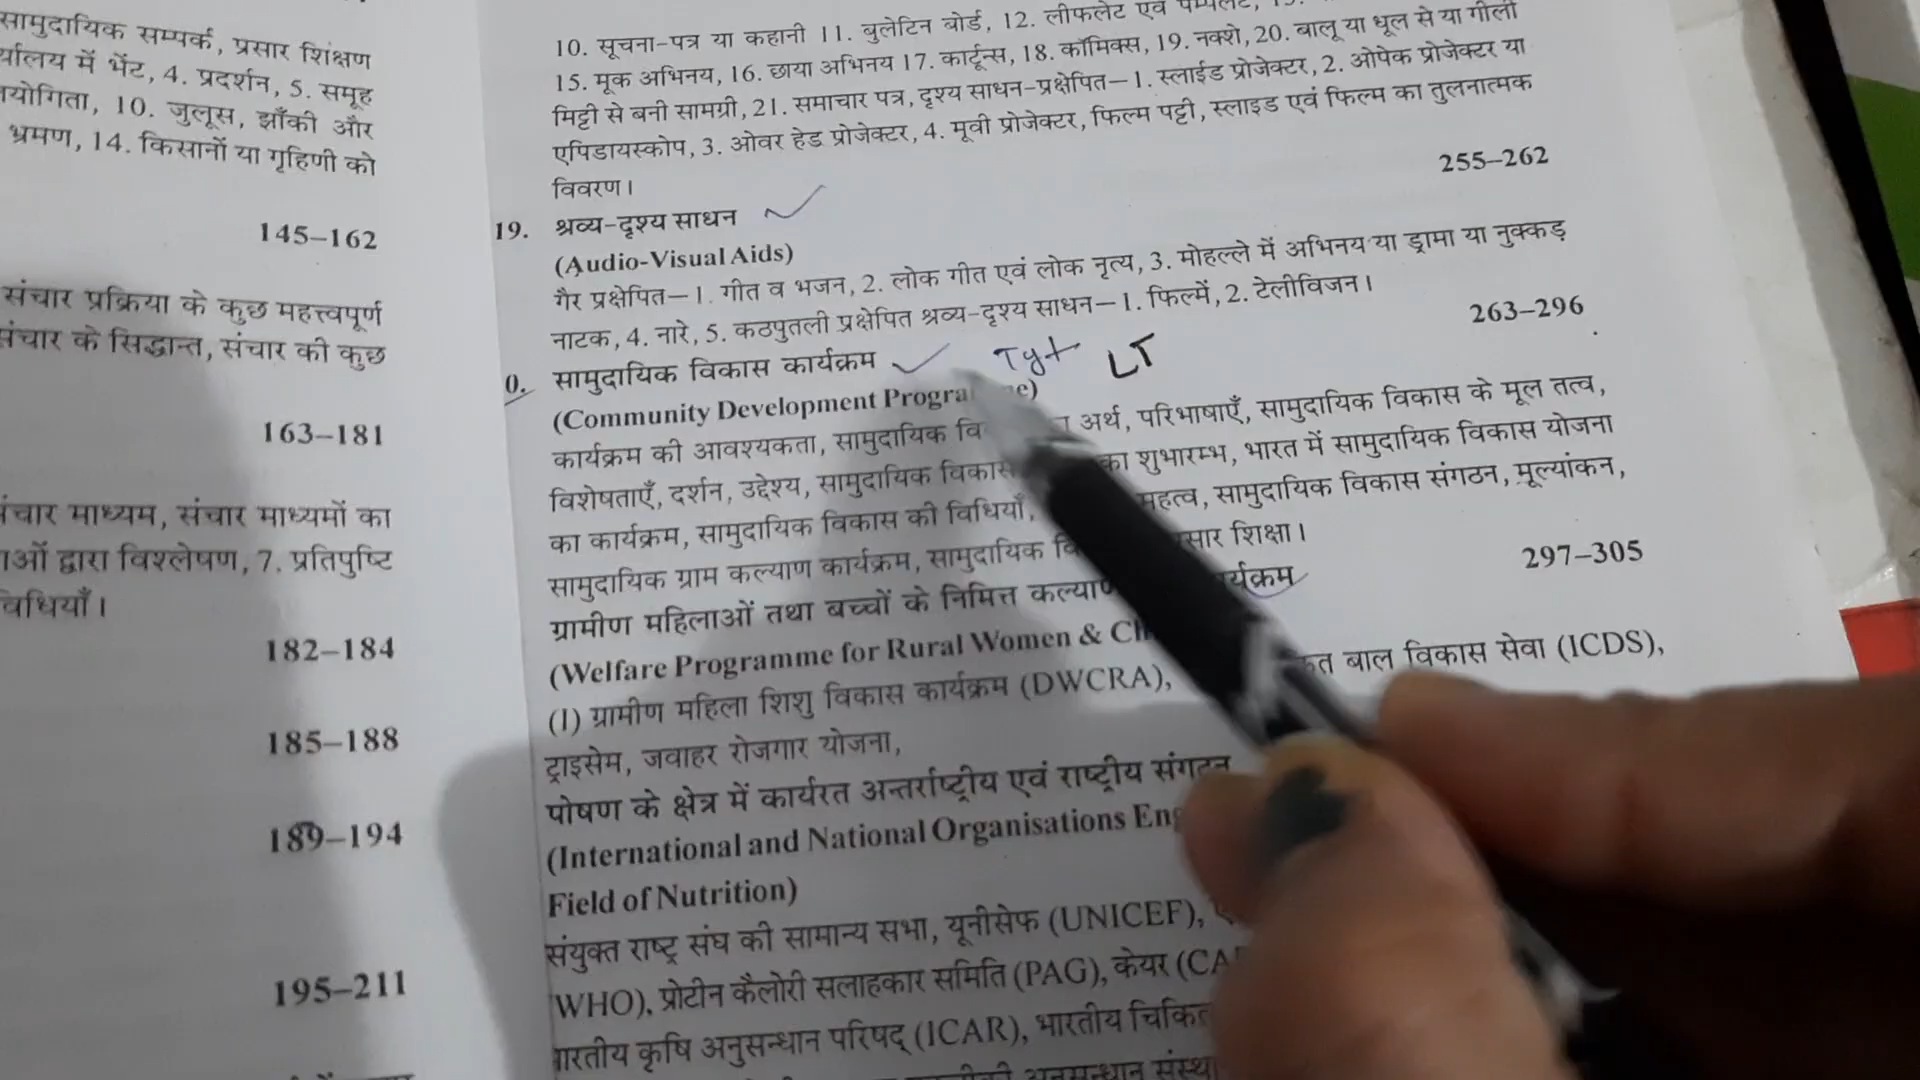 सामुदायिक सम्पर्क, प्रसार शिक्षण
में भेंट, 4. प्रदर्शन, 5. समूह
10. जुलूस, झाँकी और
भ्रमण, 14. किसानों या गृहिणी को
145–162
संचार प्रक्रिया के कुछ महत्त्वपूर्ण
संचार के सिद्धान्त, संचार की कुछ
163–181
संचार माध्यम, संचार माध्यमों का
द्वारा विश्लेषण, 7. प्रतिपुष्टि
विधियाँ।
182–184
185–188
189–194
195–211
10. सूचना-पत्र या कहानी 11. बुलेटिन बोर्ड, 12. लीफलेट एवं पम्पलेट,
15. मूक अभिनय, 16. छाया अभिनय 17. कार्टून्स, 18. कॉमिक्स, 19. नक्शे, 20. बालू या धूल से या गीली
मिट्टी से बनी सामग्री, 21. समाचार पत्र, दृश्य साधन-प्रक्षेपित—1. स्लाईड प्रोजेक्टर, 2. ओपेक प्रोजेक्टर या
एपिडायस्कोप, 3. ओवर हेड प्रोजेक्टर, 4. मूवी प्रोजेक्टर, फिल्म पट्टी, स्लाइड एवं फिल्म का तुलनात्मक
विवरण।
255–262
19. श्रव्य-दृश्य साधन
(Audio-Visual Aids)
गैर प्रक्षेपित—1. गीत व भजन, 2. लोक गीत एवं लोक नृत्य, 3. मोहल्ले में अभिनय या ड्रामा या नुक्कड़
नाटक, 4. नारे, 5. कठपुतली प्रक्षेपित श्रव्य-दृश्य साधन—1. फिल्में, 2. टेलीविजन।
263–296
0. सामुदायिक विकास कार्यक्रम Tgt LT
(Community Development
कार्यक्रम की आवश्यकता, सामुदायिक अर्थ, परिभाषाएँ, सामुदायिक विकास के मूल तत्व,
विशेषताएँ, दर्शन, उद्देश्य, सामुदायिक विकास का शुभारम्भ, भारत में सामुदायिक विकास योजना
का कार्यक्रम, सामुदायिक विकास की विधियाँ, महत्व, सामुदायिक विकास संगठन, मूल्यांकन,
सामुदायिक ग्राम कल्याण कार्यक्रम, सामुदायिक शिक्षा।
297–305
ग्रामीण महिलाओं तथा बच्चों के निमित्त
(Welfare Programme for Rural Women &
(I) ग्रामीण महिला शिशु विकास कार्यक्रम (DWCRA), बाल विकास सेवा (ICDS),
ट्राइसेम, जवाहर रोजगार योजना,
पोषण के क्षेत्र में कार्यरत अन्तर्राष्ट्रीय एवं राष्ट्रीय संगठन
(International and National Organisations
Field of Nutrition)
संयुक्त राष्ट्र संघ की सामान्य सभा, यूनीसेफ (UNICEF),
WHO), प्रोटीन कैलोरी सलाहकार समिति (PAG), केयर
भारतीय कृषि अनुसन्धान परिषद् (ICAR), भारतीय
अनुसन्धान संस्था